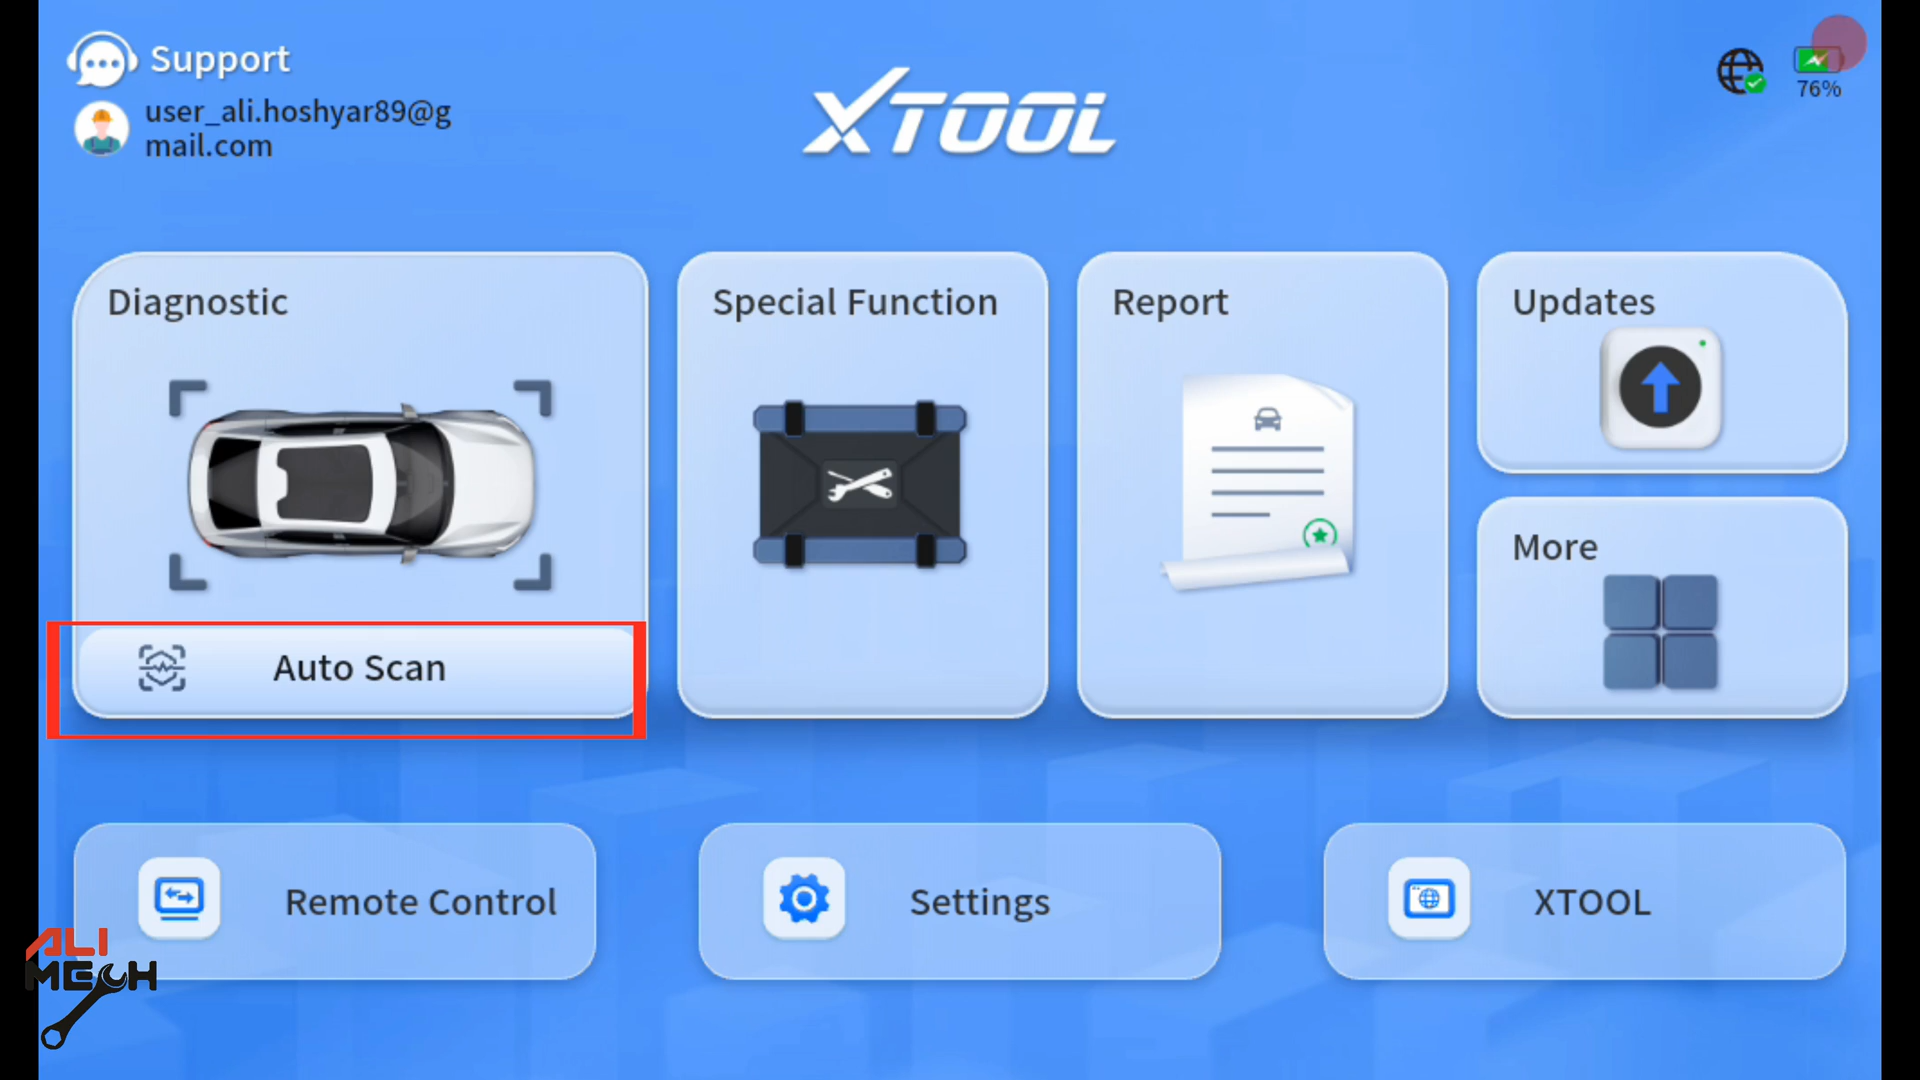 Support
user_ali.hoshyar89@g
mail.com
XTOOL
76%
Diagnostic
Special Function
Report
Updates
More
Auto Scan
Remote Control
Settings
XTOOL
ALI
MECH